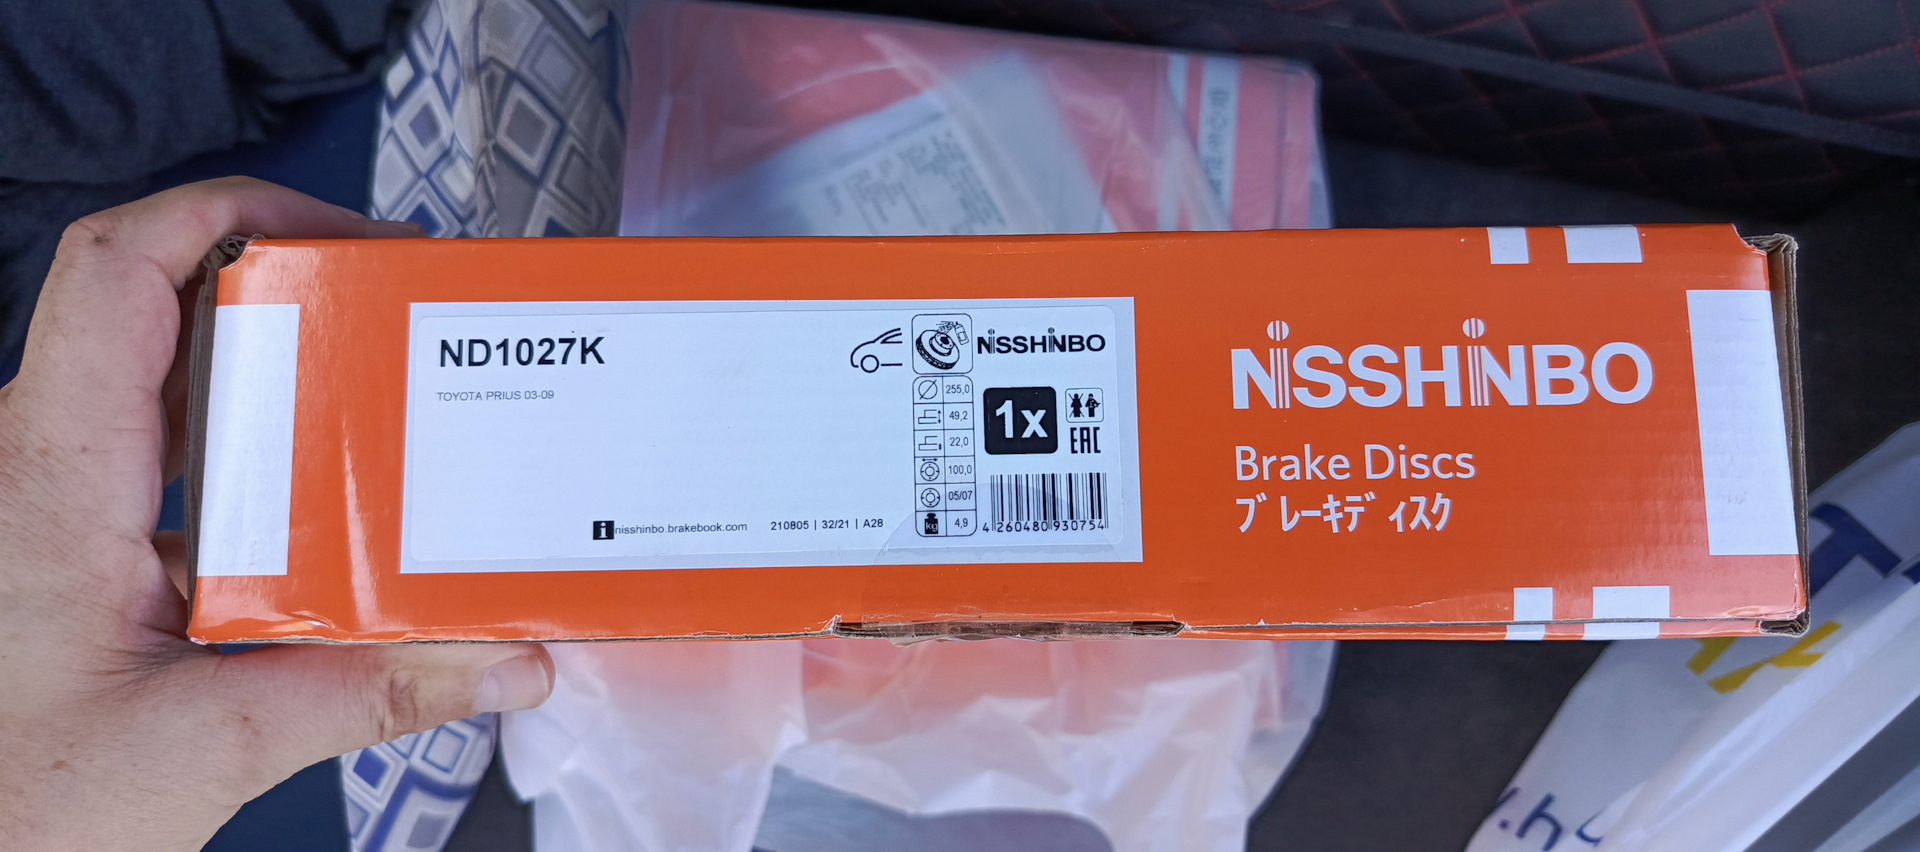 ND1027K
TOYOTA PRIUS 03-09
NISSHINBO
255,0
49,2
22,0
100,0
05/07
kg 4,9
1x
EAC
4 260480 930754
i nisshinbo.brakebook.com 210805 | 32/21 | A28
NISSHINBO
Brake Discs
ブレーキディスク